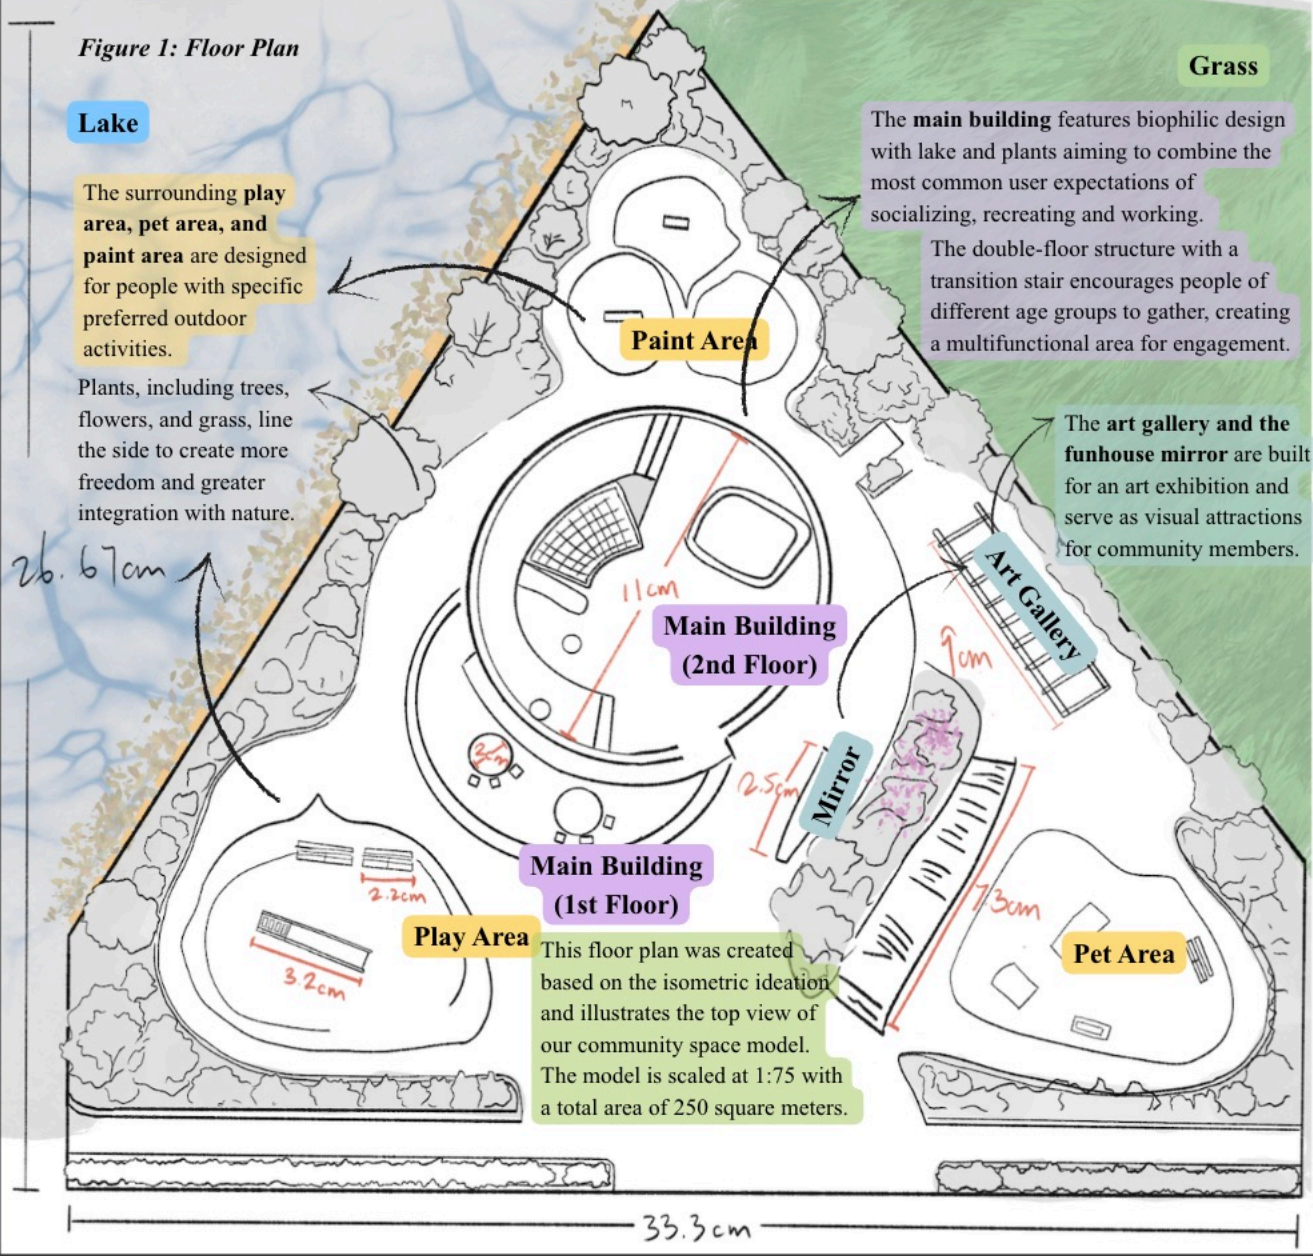 Figure 1: Floor Plan
Lake
Grass
The surrounding play
area, pet area, and
paint area are designed
for people with specific
preferred outdoor
activities.
Plants, including trees,
flowers, and grass, line
the side to create more
freedom and greater
integration with nature.
26.67cm
The main building features biophilic design
with lake and plants aiming to combine the
most common user expectations of
socializing, recreating and working.
The double-floor structure with a
transition stair encourages people of
different age groups to gather, creating
a multifunctional area for engagement.
The art gallery and the
funhouse mirror are built
for an art exhibition and
serve as visual attractions
for community members.
Paint Area
11cm
Main Building
(2nd Floor)
Art Gallery
cm
2cm
2.5cm
Mirror
Main Building
(1st Floor)
2.2cm
Play Area
3.2cm
7.3cm
Pet Area
This floor plan was created
based on the isometric ideation
and illustrates the top view of
our community space model.
The model is scaled at 1:75 with
a total area of 250 square meters.
33.3cm